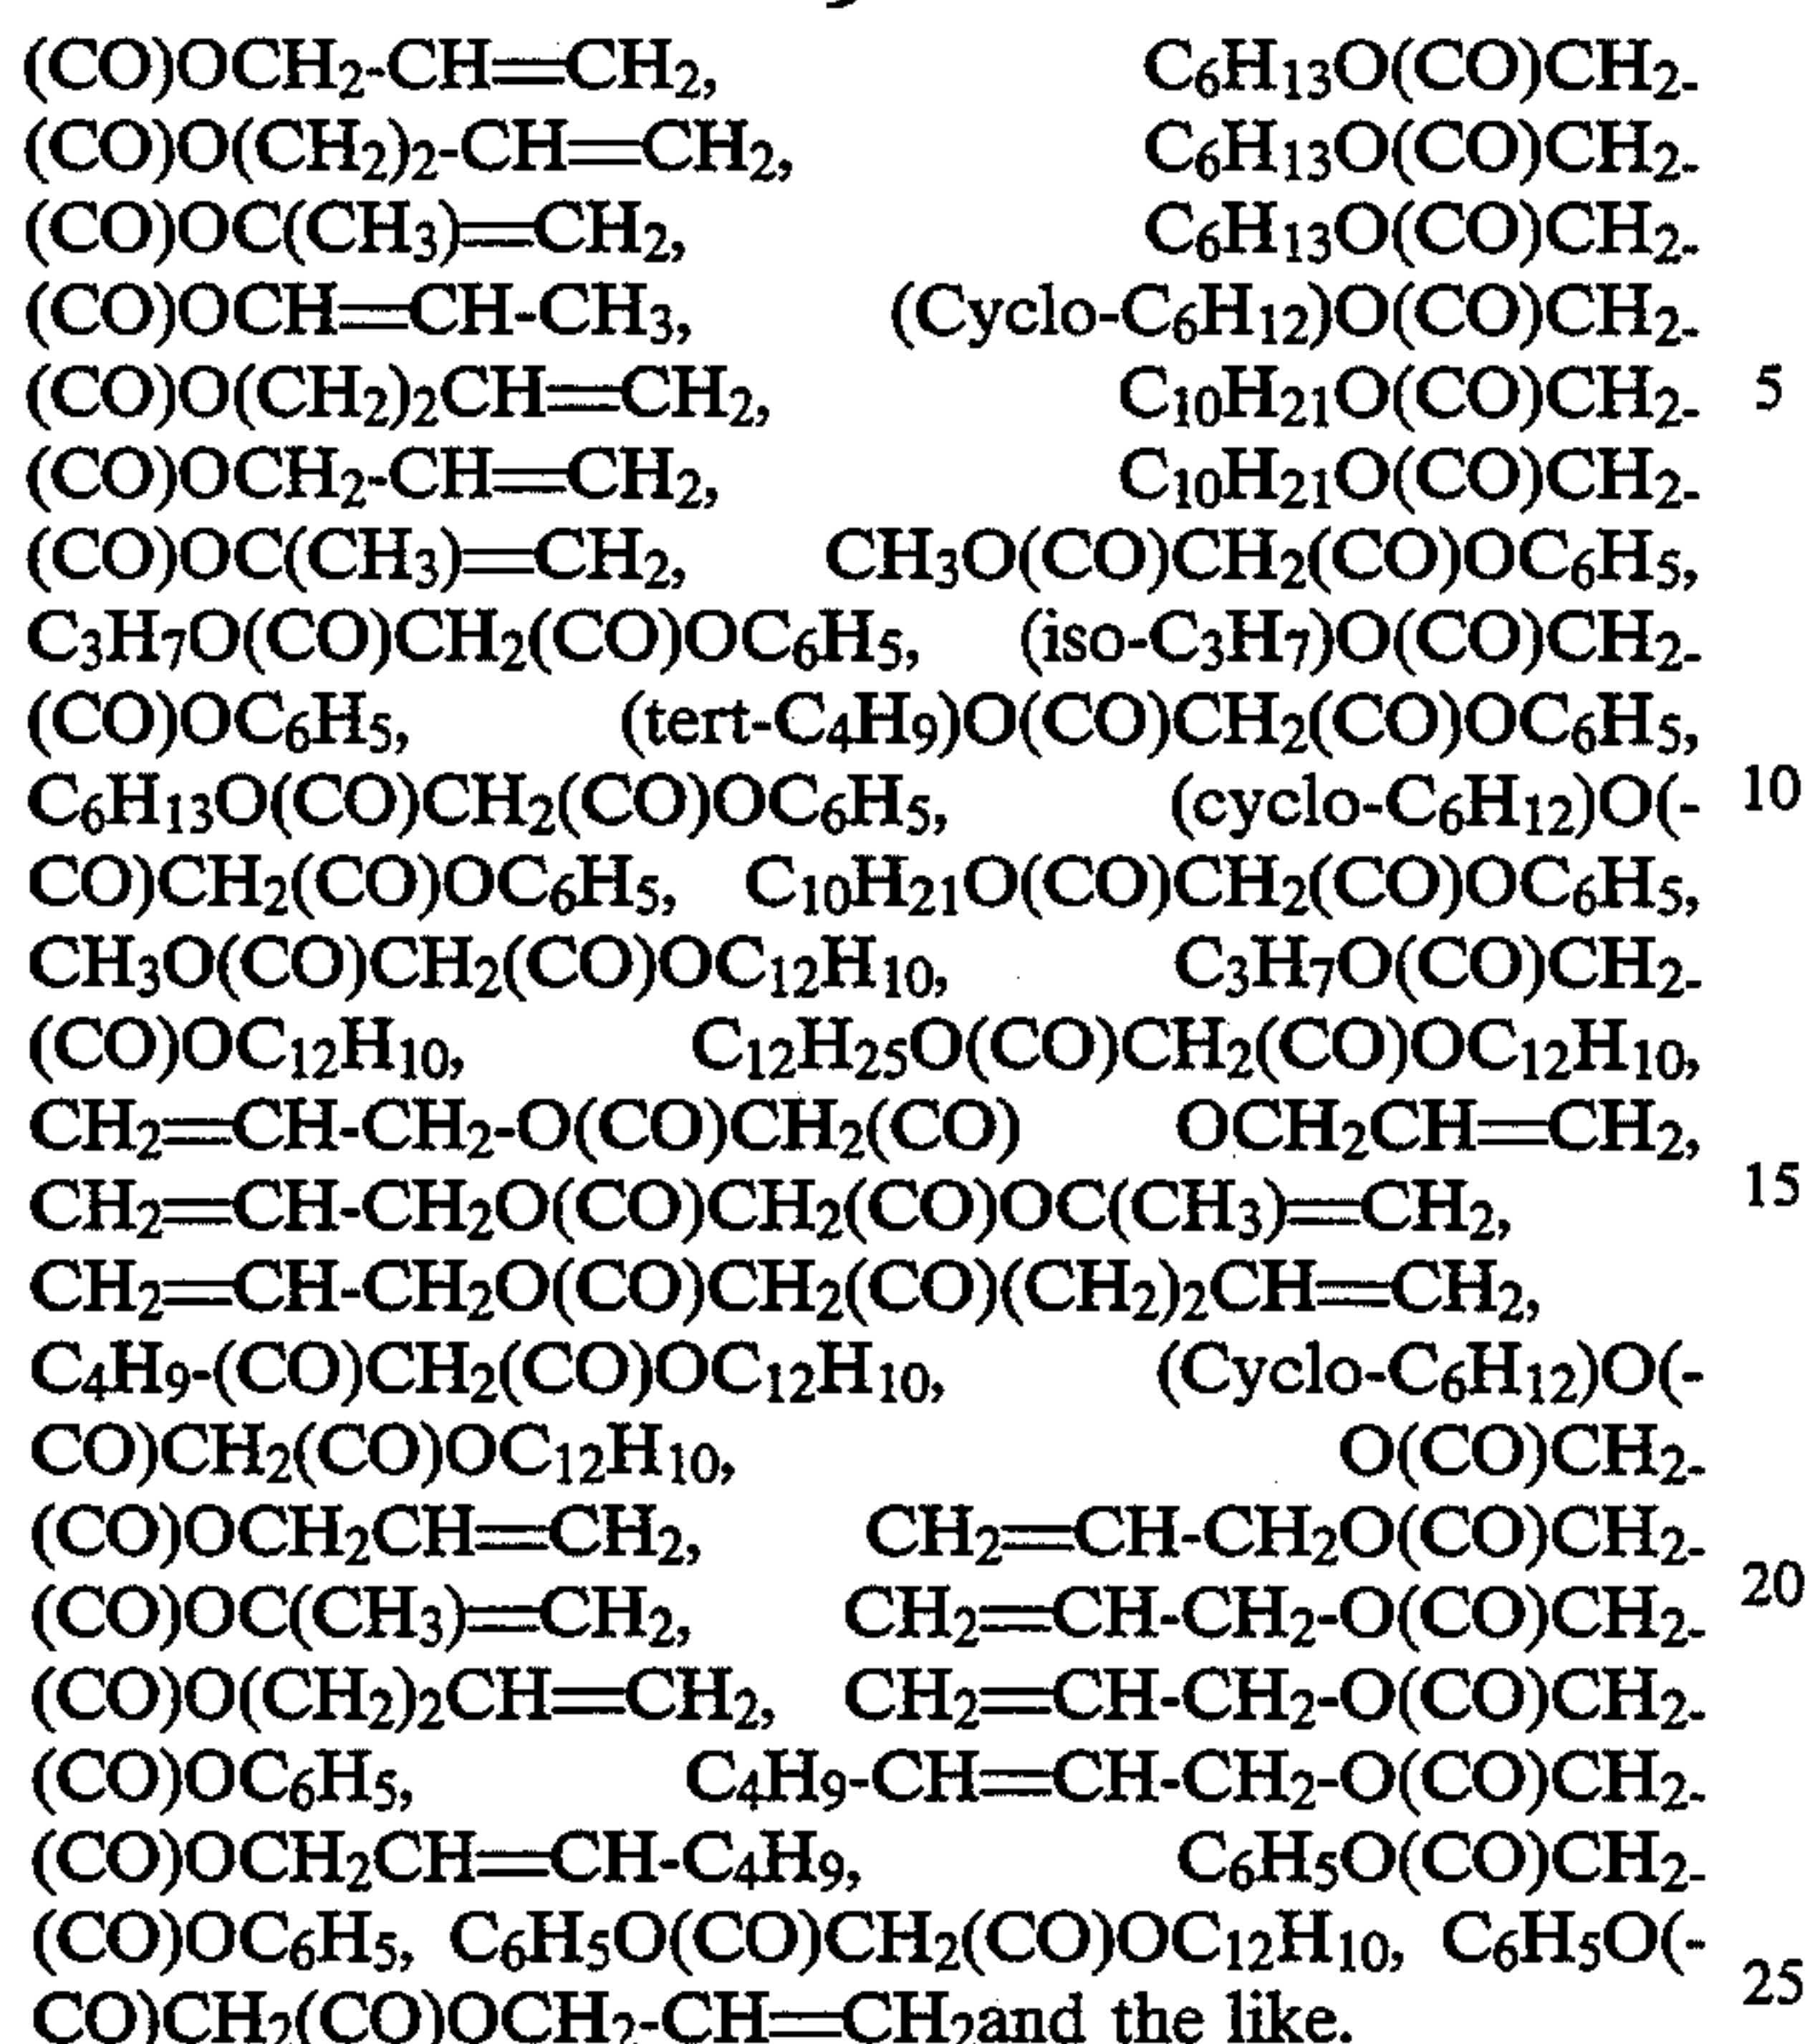 (CO)OCH₂-CH=CH₂, C₆H₁₃O(CO)CH₂-
(CO)O(CH₂)₂-CH=CH₂, C₆H₁₃O(CO)CH₂-
(CO)OC(CH₃)=CH₂, C₆H₁₃O(CO)CH₂-
(CO)OCH=CH-CH₃, (Cyclo-C₆H₁₂)O(CO)CH₂-
(CO)O(CH₂)₂CH=CH₂, C₁₀H₂₁O(CO)CH₂- 5
(CO)OCH₂-CH=CH₂, C₁₀H₂₁O(CO)CH₂-
(CO)OC(CH₃)=CH₂, CH₃O(CO)CH₂(CO)OC₆H₅,
C₃H₇O(CO)CH₂(CO)OC₆H₅, (iso-C₃H₇)O(CO)CH₂-
(CO)OC₆H₅, (tert-C₄H₉)O(CO)CH₂(CO)OC₆H₅,
C₆H₁₃O(CO)CH₂(CO)OC₆H₅, (cyclo-C₆H₁₂)O(- 10
CO)CH₂(CO)OC₆H₅, C₁₀H₂₁O(CO)CH₂(CO)OC₆H₅,
CH₃O(CO)CH₂(CO)OC₁₂H₁₀, C₃H₇O(CO)CH₂-
(CO)OC₁₂H₁₀, C₁₂H₂₅O(CO)CH₂(CO)OC₁₂H₁₀,
CH₂=CH-CH₂-O(CO)CH₂(CO) OCH₂CH=CH₂,
CH₂=CH-CH₂O(CO)CH₂(CO)OC(CH₃)=CH₂, 15
CH₂=CH-CH₂O(CO)CH₂(CO)(CH₂)₂CH=CH₂,
C₄H₉-(CO)CH₂(CO)OC₁₂H₁₀, (Cyclo-C₆H₁₂)O(-
CO)CH₂(CO)OC₁₂H₁₀, O(CO)CH₂-
(CO)OCH₂CH=CH₂, CH₂=CH-CH₂O(CO)CH₂-
(CO)OC(CH₃)=CH₂, CH₂=CH-CH₂-O(CO)CH₂- 20
(CO)O(CH₂)₂CH=CH₂, CH₂=CH-CH₂-O(CO)CH₂-
(CO)OC₆H₅, C₄H₉-CH=CH-CH₂-O(CO)CH₂-
(CO)OCH₂CH=CH-C₄H₉, C₆H₅O(CO)CH₂-
(CO)OC₆H₅, C₆H₅O(CO)CH₂(CO)OC₁₂H₁₀, C₆H₅O(-
CO)CH₂(CO)OCH₂-CH=CH₂and the like. 25